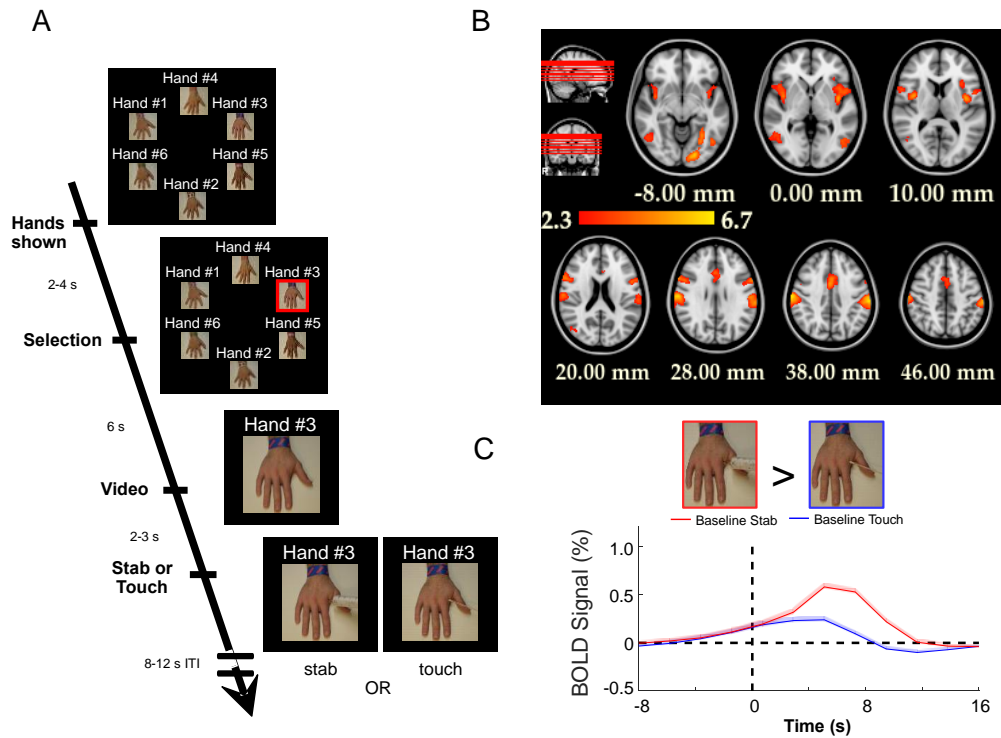 A
Hand #4
Hand #1
Hand #3
Hand #6
Hand #5
Hand #2
Hands
shown
2-4 s
Hand #4
Hand #1
Hand #3
Selection
Hand #6
Hand #5
Hand #2
6 s
Hand #3
Video
2-3 s
Stab or
Touch
Hand #3
Hand #3
8-12 s ITI
stab
touch
OR
B
R
-8.00 mm
0.00 mm
10.00 mm
2.3
6.7
20.00 mm
28.00 mm
38.00 mm
46.00 mm
C
>
Baseline Stab
Baseline Touch
BOLD Signal (%)
1.0
0.5
0
-0.5
-8
0
8
16
Time (s)